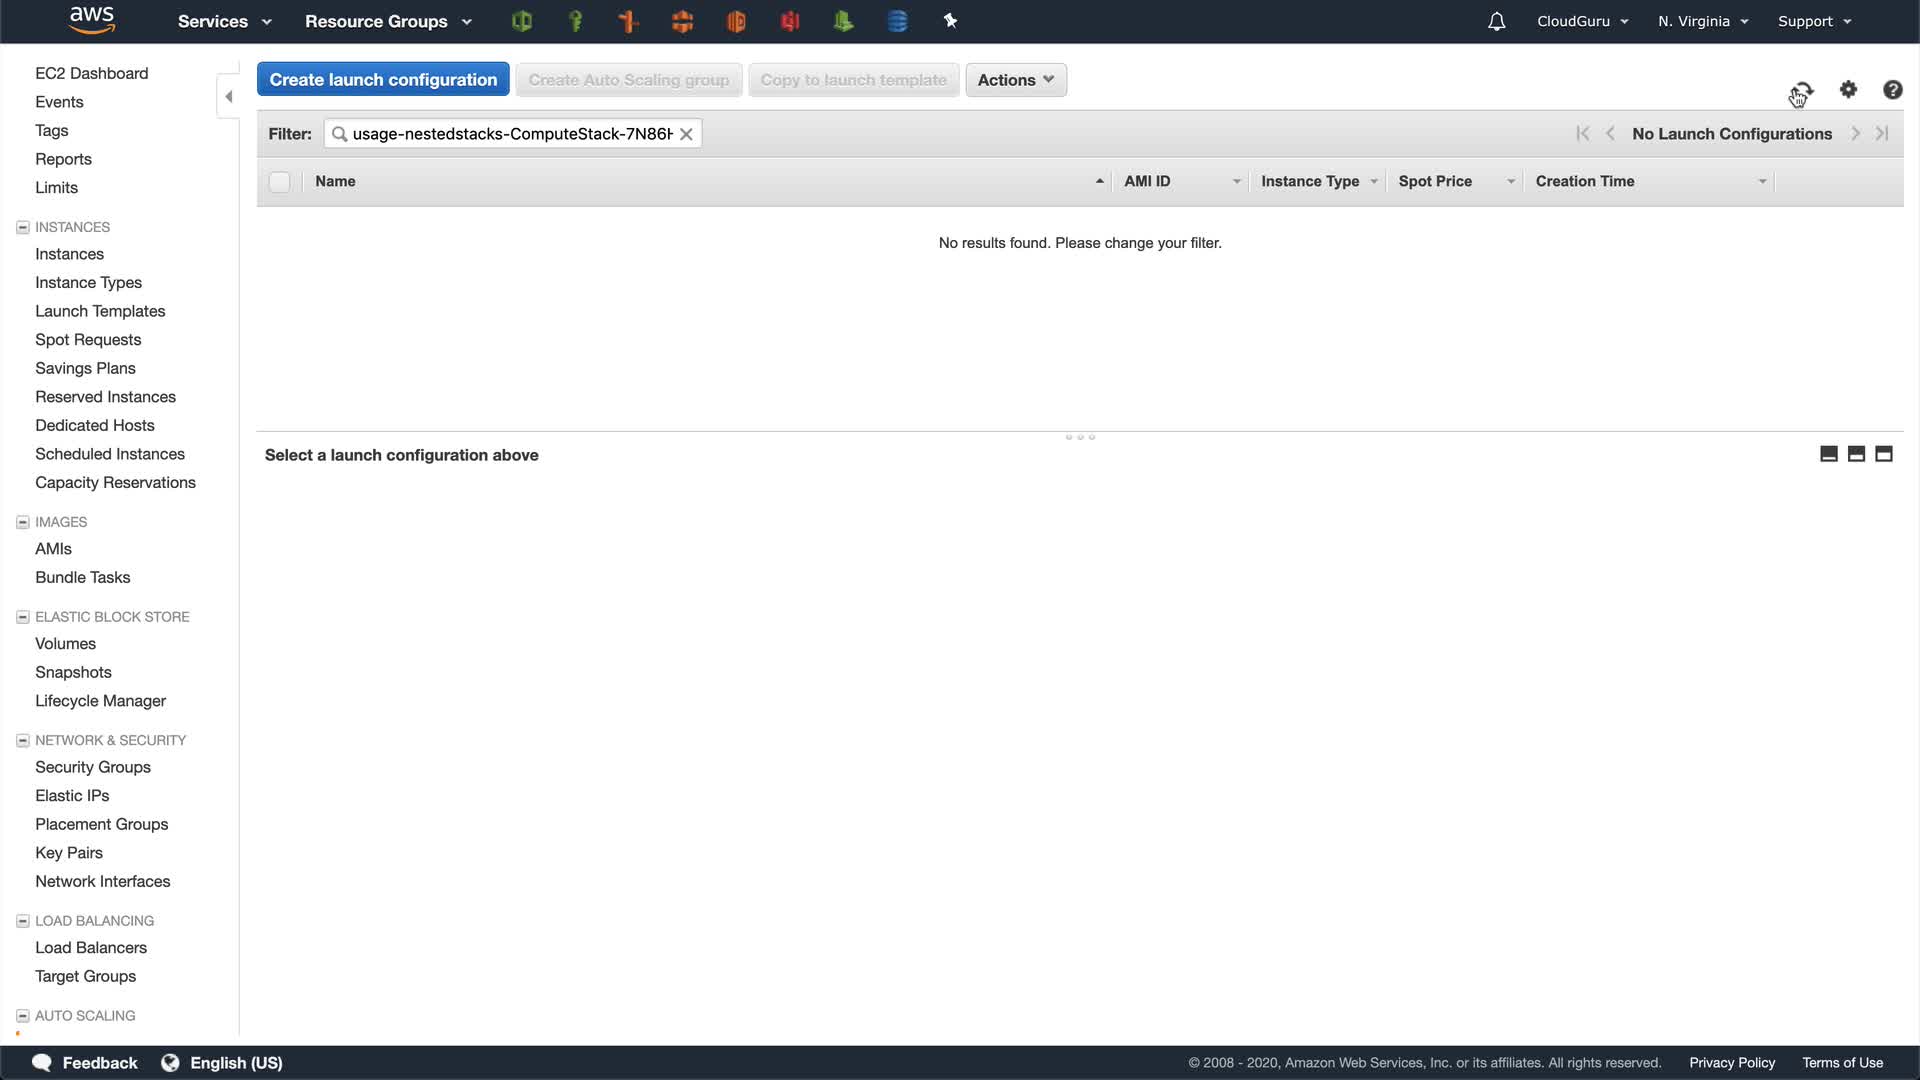 aws Services Resource Groups CloudGuru N. Virginia Support
EC2 Dashboard
Events
Tags
Reports
Limits
INSTANCES
Instances
Instance Types
Launch Templates
Spot Requests
Savings Plans
Reserved Instances
Dedicated Hosts
Scheduled Instances
Capacity Reservations
IMAGES
AMIs
Bundle Tasks
ELASTIC BLOCK STORE
Volumes
Snapshots
Lifecycle Manager
NETWORK & SECURITY
Security Groups
Elastic IPs
Placement Groups
Key Pairs
Network Interfaces
LOAD BALANCING
Load Balancers
Target Groups
AUTO SCALING
Create launch configuration Create Auto Scaling group Copy to launch template Actions
Filter: usage-nestedstacks-ComputeStack-7N86H No Launch Configurations
Name AMI ID Instance Type Spot Price Creation Time
No results found. Please change your filter.
Select a launch configuration above
Feedback English (US) © 2008 - 2020, Amazon Web Services, Inc. or its affiliates. All rights reserved. Privacy Policy Terms of Use